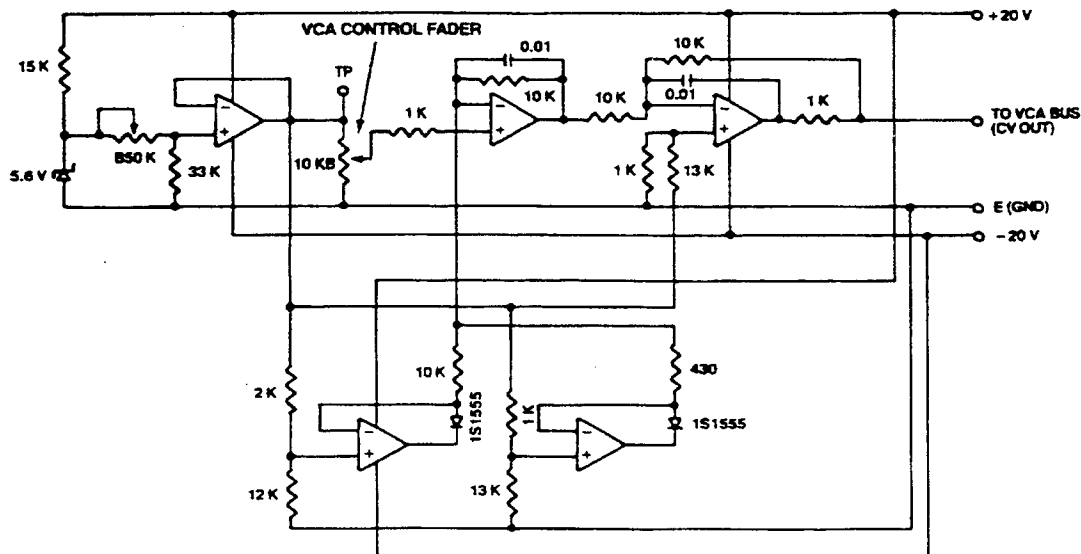 +20 V
VCA CONTROL FADER
0.01
10 K
15 K
TP
0.01
10 K
1 K
10 K
1 K
TO VCA BUS
(CV OUT)
B50 K
10 KB
5.6 V
33 K
1 K
13 K
E (GND)
−20 V
10 K
430
2 K
1S1555
1 K
1S1555
12 K
13 K